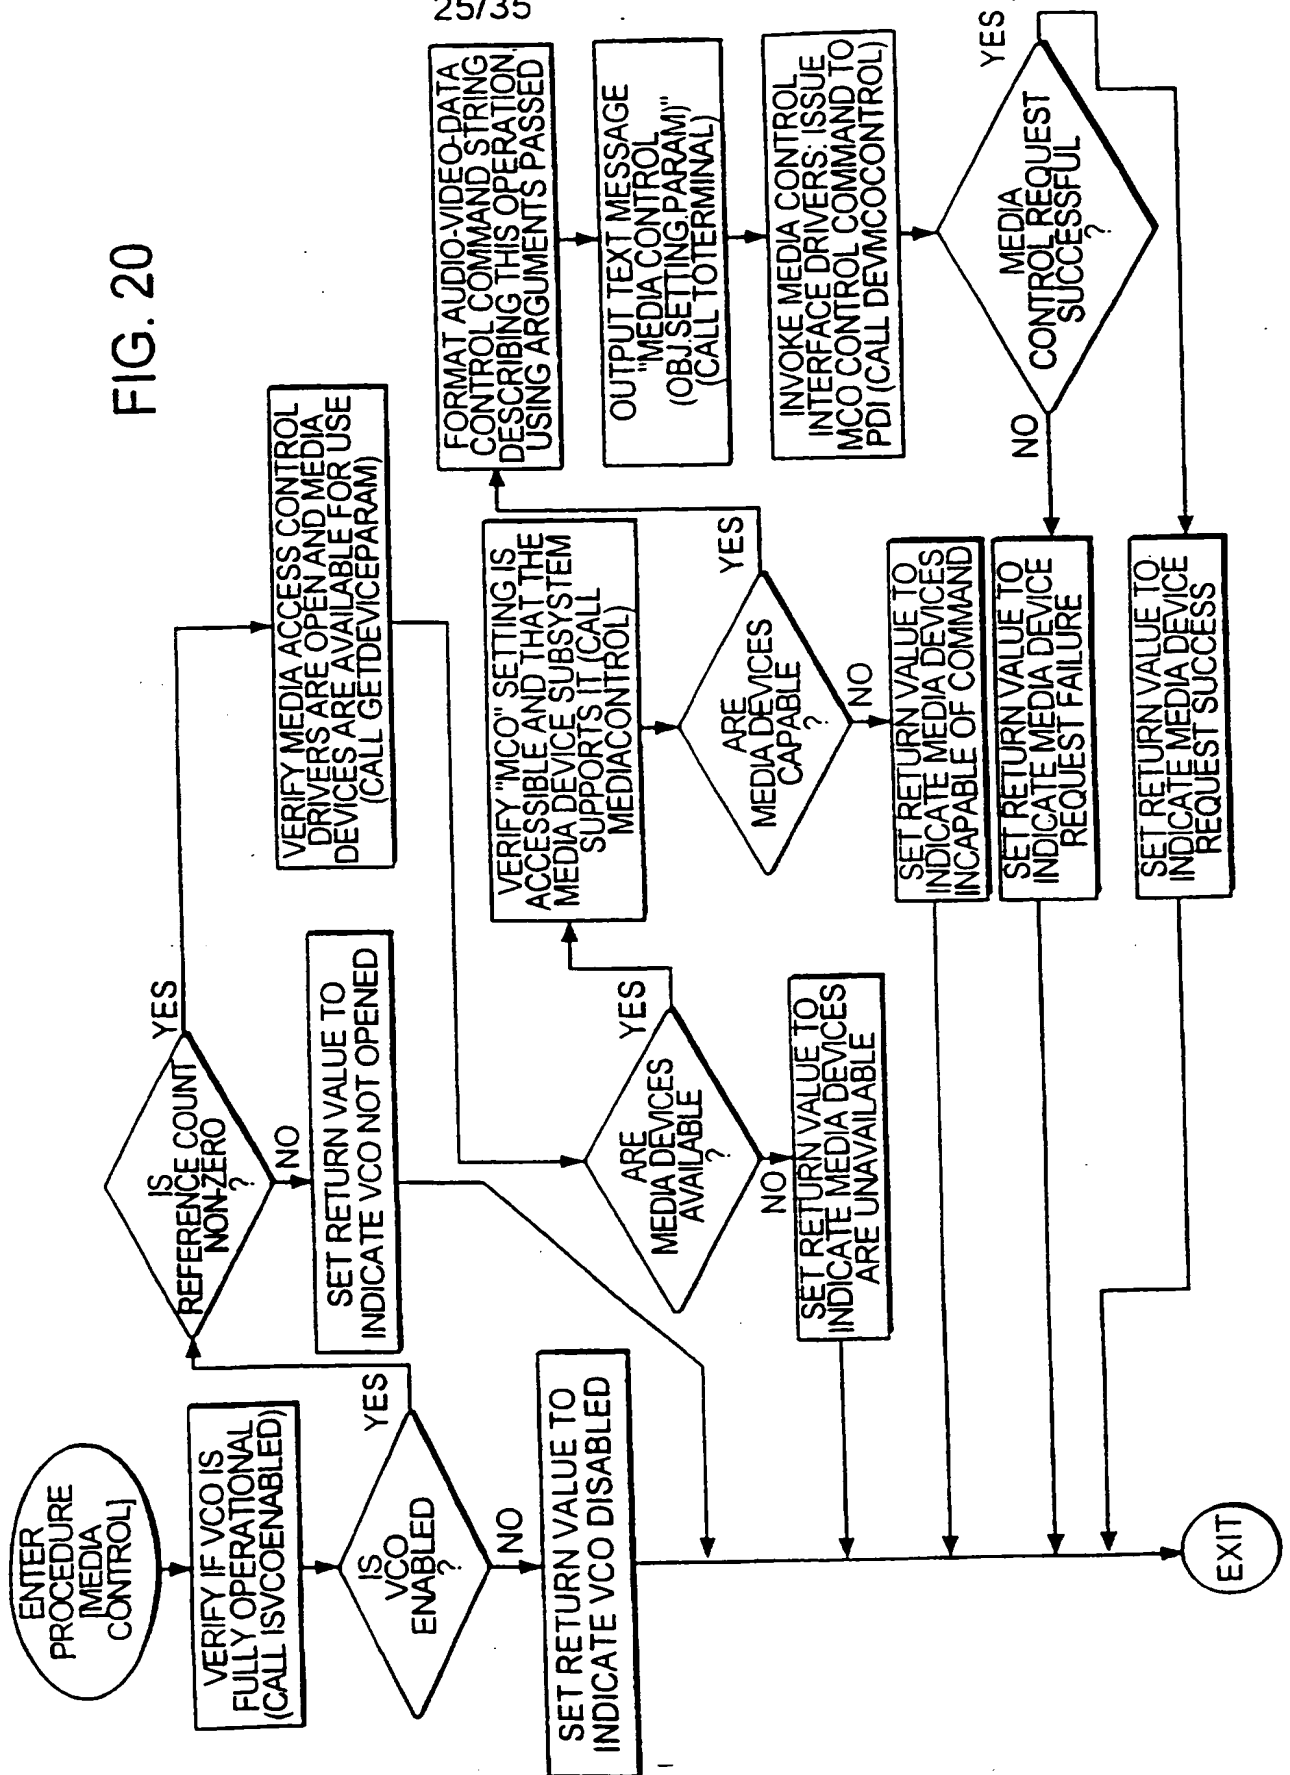 25/35
FIG. 20
ENTER
PROCEDURE
[MEDIA
CONTROL]
VERIFY IF VCO IS
FULLY OPERATIONAL
(CALL ISVCOENABLED)
IS
VCO
ENABLED
?
YES
NO
SET RETURN VALUE TO
INDICATE VCO DISABLED
IS
REFERENCE COUNT
NON-ZERO
?
YES
NO
SET RETURN VALUE TO
INDICATE VCO NOT OPENED
VERIFY MEDIA ACCESS CONTROL
DRIVERS ARE OPEN AND MEDIA
DEVICES ARE AVAILABLE FOR USE
(CALL GETDEVICEPARAM)
ARE
MEDIA DEVICES
AVAILABLE
?
YES
NO
SET RETURN VALUE TO
INDICATE MEDIA DEVICES
ARE UNAVAILABLE
VERIFY "MCO" SETTING IS
ACCESSIBLE AND THAT THE
MEDIA DEVICE SUBSYSTEM
SUPPORTS IT (CALL
MEDIACONTROL)
ARE
MEDIA DEVICES
CAPABLE
?
YES
NO
SET RETURN VALUE TO
INDICATE MEDIA DEVICES
INCAPABLE OF COMMAND
FORMAT AUDIO-VIDEO-DATA
CONTROL COMMAND STRING
DESCRIBING THIS OPERATION,
USING ARGUMENTS PASSED
OUTPUT TEXT MESSAGE
"MEDIA CONTROL
(OBJ.SETTING.PARAM)"
(CALL TOTERMINAL)
INVOKE MEDIA CONTROL
INTERFACE DRIVERS: ISSUE
MCO CONTROL COMMAND TO
PDI (CALL DEVMCOCONTROL)
MEDIA
CONTROL REQUEST
SUCCESSFUL
?
YES
NO
SET RETURN VALUE TO
INDICATE MEDIA DEVICE
REQUEST FAILURE
SET RETURN VALUE TO
INDICATE MEDIA DEVICE
REQUEST SUCCESS
EXIT